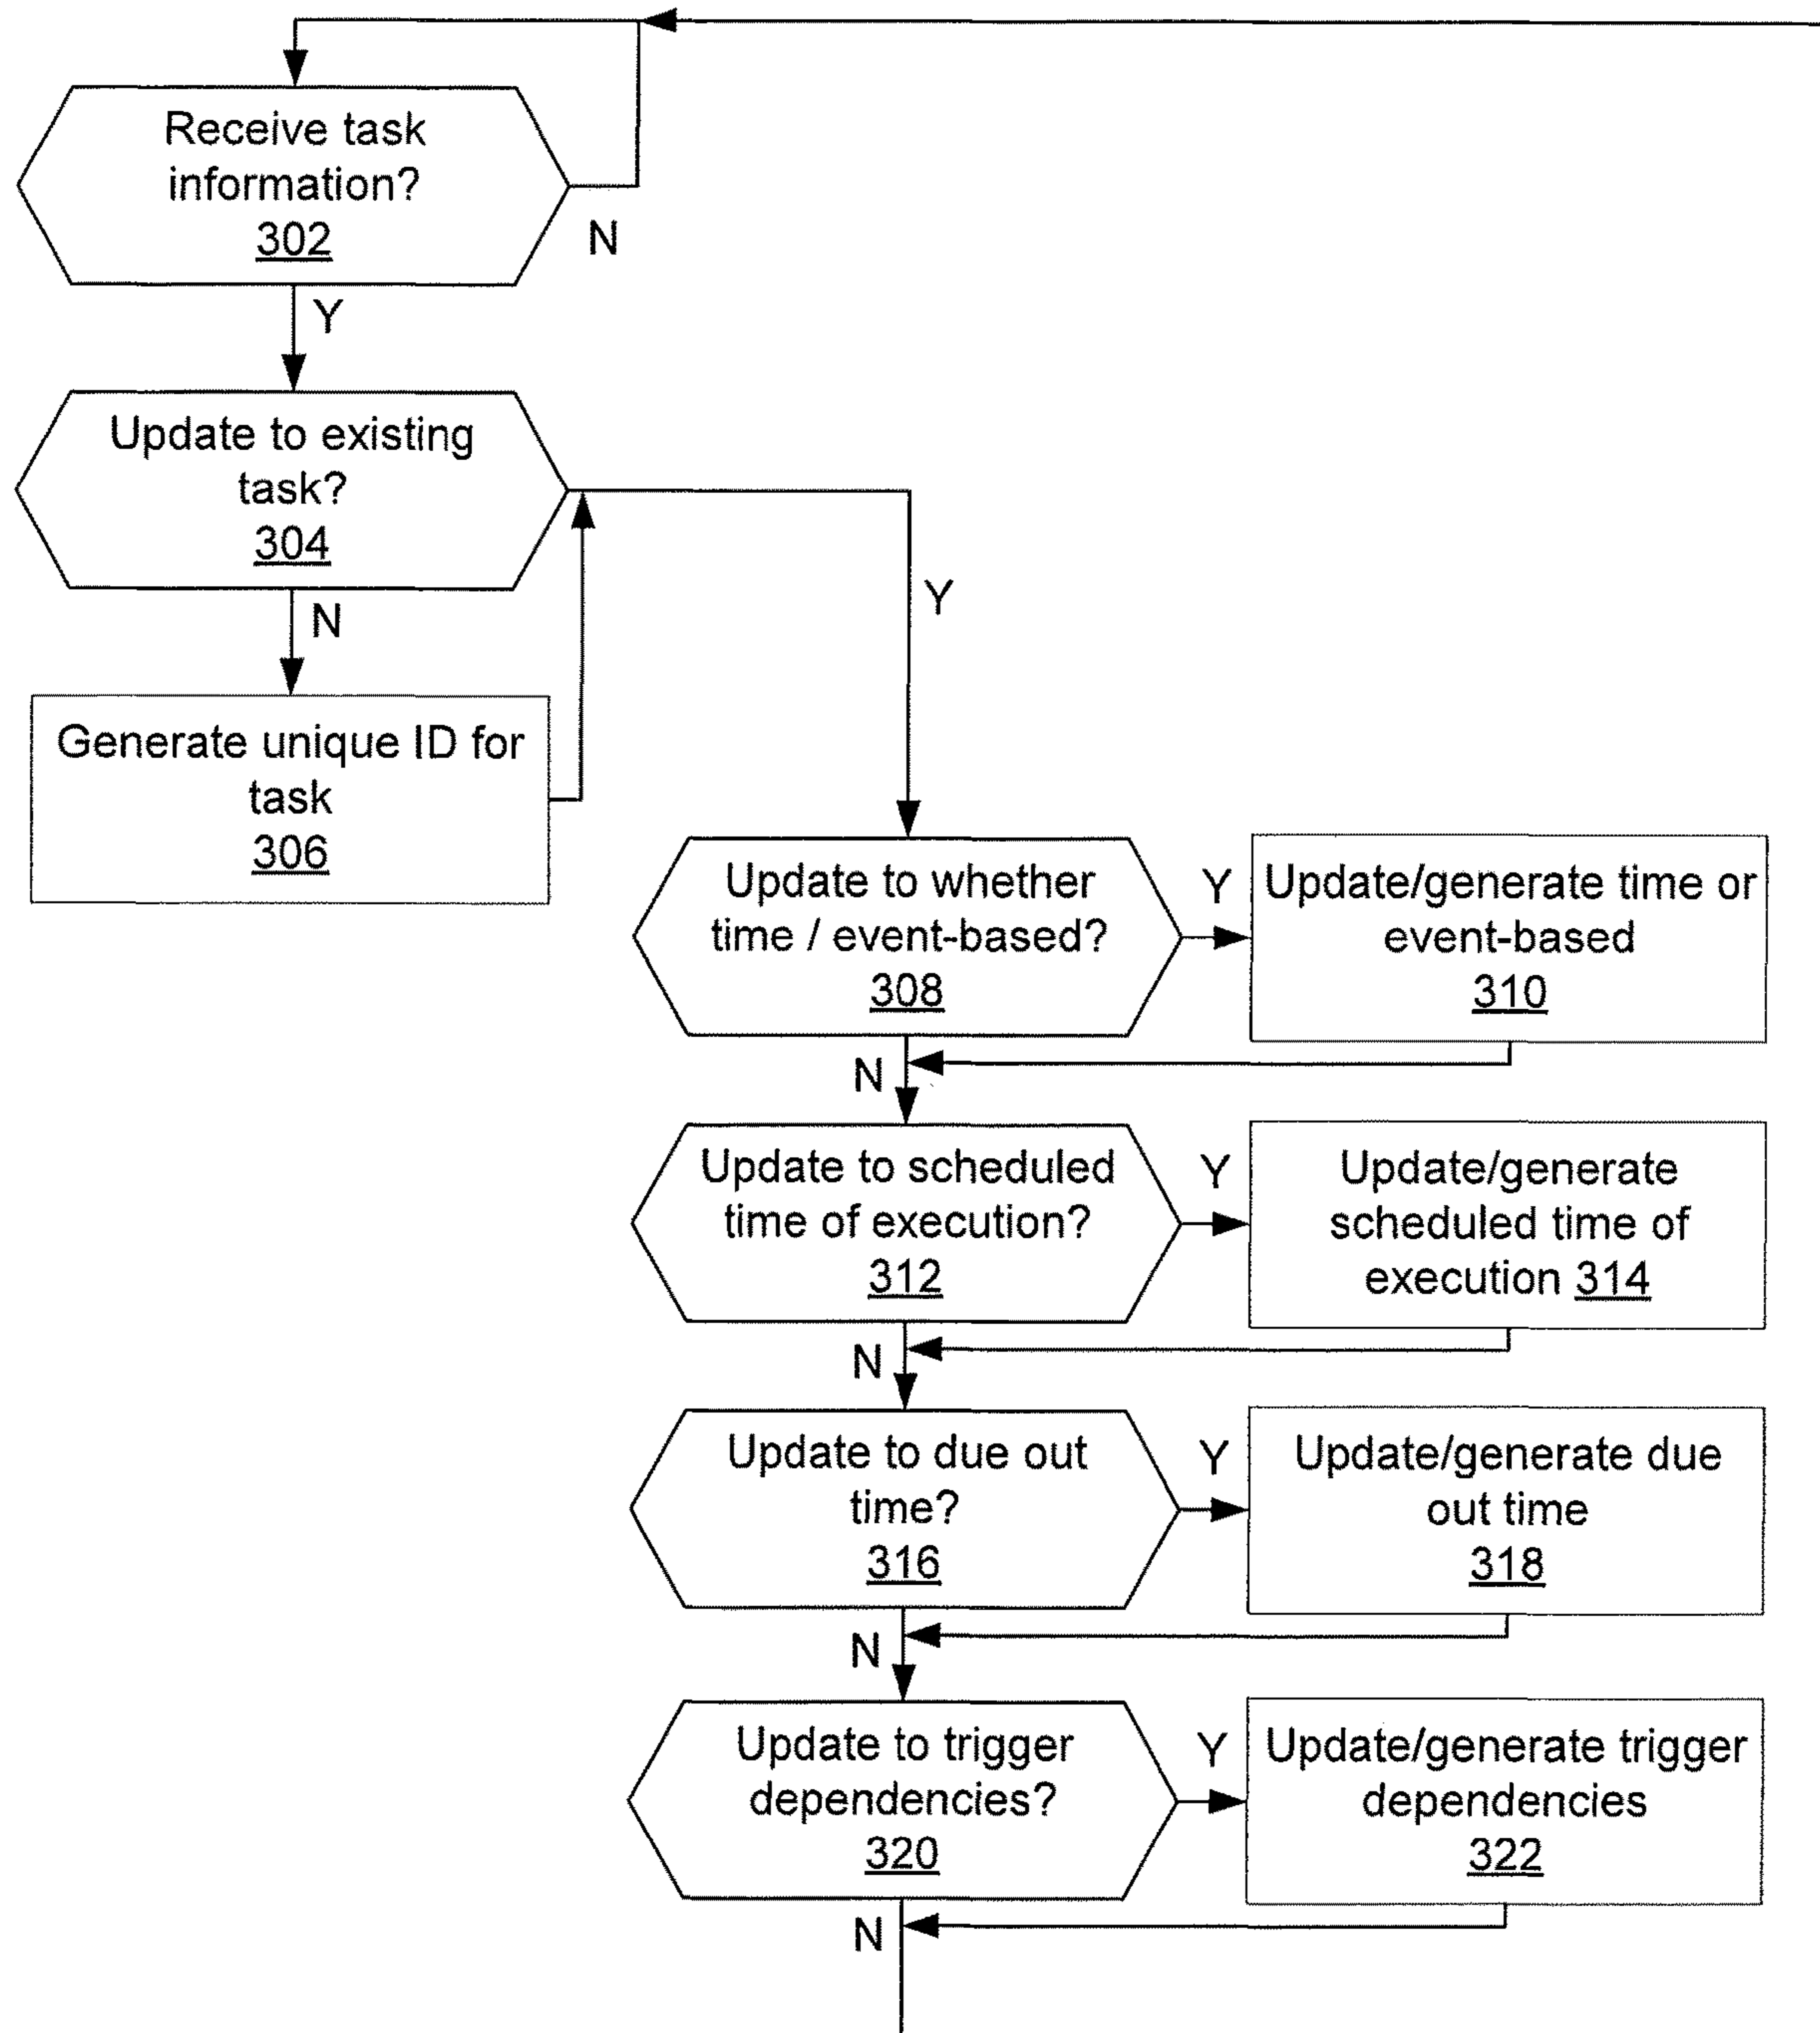 Receive task
information?
302
N
Y
Update to existing
task?
304
Y
N
Generate unique ID for
task
306
Update to whether
time / event-based?
308
Y
Update/generate time or
event-based
310
N
Update to scheduled
time of execution?
312
Y
Update/generate
scheduled time of
execution 314
N
Update to due out
time?
316
Y
Update/generate due
out time
318
N
Update to trigger
dependencies?
320
Y
Update/generate trigger
dependencies
322
N